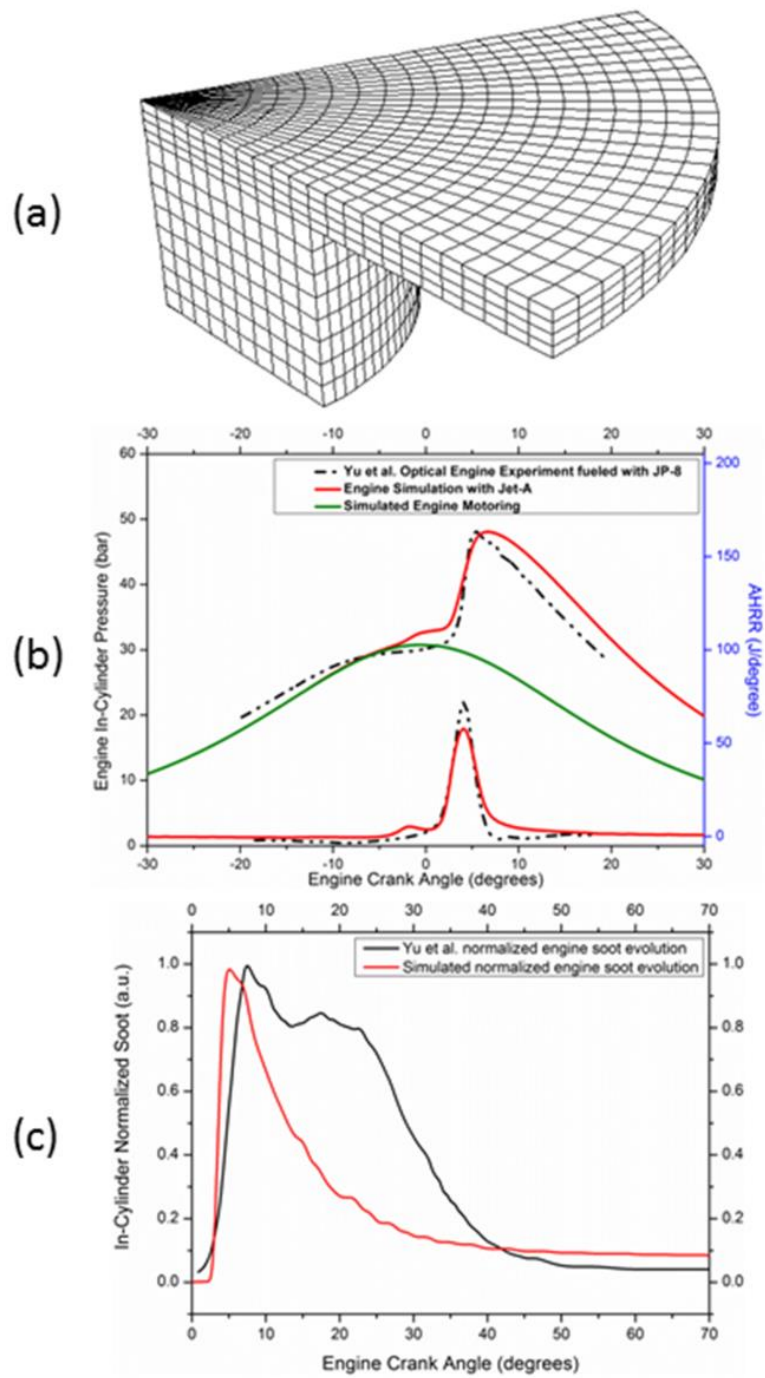 (a)
-30 -20 -10 0 10 20 30
60
50
40
30
20
10
0
Engine In-Cylinder Pressure (bar)
Yu et al. Optical Engine Experiment fueled with JP-8
Engine Simulation with Jet-A
Simulated Engine Motoring
200
150
100
50
0
AHRR (J/degree)
(b)
-30 -20 -10 0 10 20 30
Engine Crank Angle (degrees)
0 10 20 30 40 50 60 70
1.0
0.8
0.6
0.4
0.2
0.0
In-Cylinder Normalized Soot (a.u.)
Yu et al. normalized engine soot evolution
Simulated normalized engine soot evolution
1.0
0.8
0.6
0.4
0.2
0.0
(c)
0 10 20 30 40 50 60 70
Engine Crank Angle (degrees)